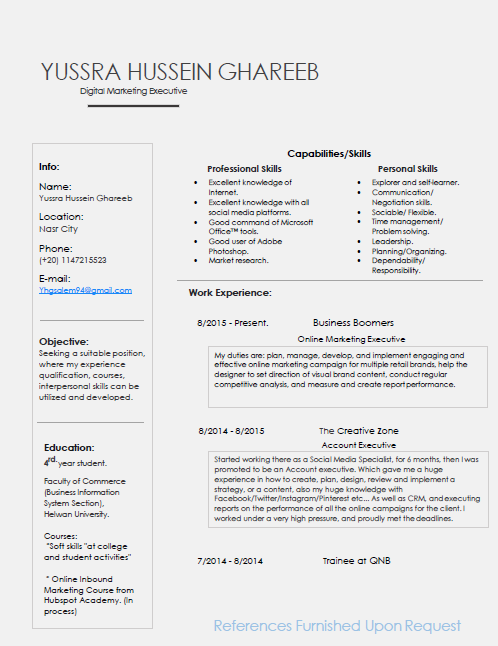 YUSSRA HUSSEIN GHAREEB
Digital Marketing Executive
Info:
Name:
Yussra Hussein Ghareeb
Location:
Nasr City
Phone:
(+20) 1147215523
E-mail:
Yhgsalem94@gmail.com
Objective:
Seeking a suitable position,
where my experience
qualification, courses,
interpersonal skills can be
utilized and developed.
Education:
4rd. year student.
Faculty of Commerce
(Business Information
System Section),
Helwan University.
Courses:
"Soft skills "at college
and student activities"
" Online Inbound
Marketing Course from
Hubspot Academy. (In
process)
Capabilities/Skills
Professional Skills
• Excellent knowledge of
Internet.
• Excellent knowledge with all
social media platforms.
• Good command of Microsoft
Office™ tools.
• Good user of Adobe
Photoshop.
• Market research.
Personal Skills
• Explorer and self-learner.
• Communication/
Negotiation skills.
• Sociable/ Flexible.
• Time management/
Problem solving.
• Leadership.
• Planning/Organizing.
• Dependability/
Responsibility.
Work Experience:
8/2015 - Present. Business Boomers
Online Marketing Executive
My duties are: plan, manage, develop, and implement engaging and
effective online marketing campaign for multiple retail brands, help the
designer to set direction of visual brand content, conduct regular
competitive analysis, and measure and create report performance.
8/2014 - 8/2015 The Creative Zone
Account Executive
Started working there as a Social Media Specialist, for 6 months, then I was
promoted to be an Account executive. Which gave me a huge
experience in how to create, plan, design, review and implement a
strategy, or a content, also my huge knowledge with
Facebook/Twitter/Instagram/Pinterest etc... As well as CRM, and executing
reports on the performance of all the online campaigns for the client. I
worked under a very high pressure, and proudly met the deadlines.
7/2014 - 8/2014 Trainee at QNB
References Furnished Upon Request